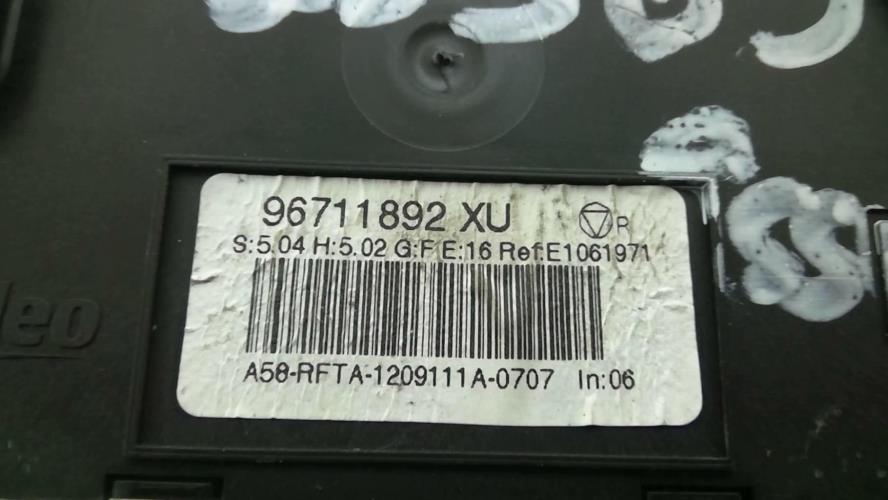 96711892 XU R
S:5.04 H:5.02 G:F E:16 Ref:E1061971
A58-RFTA-1209111A-0707 In:06